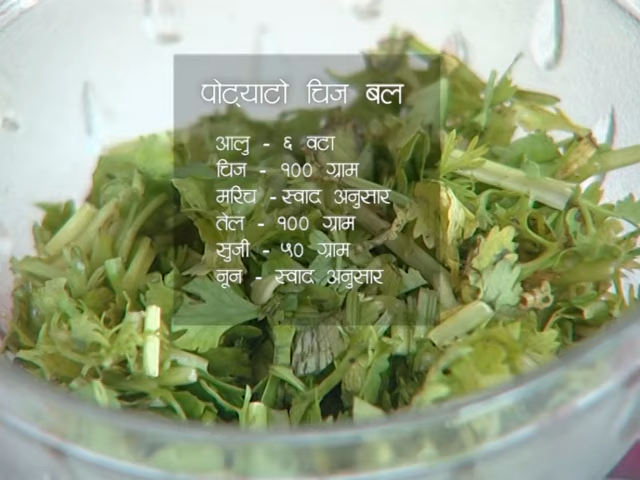 पोट्याटो चिज बल
आलु - ६ वटा
चिज - १०० ग्राम
मरिच - स्वाद अनुसार
तेल - १०० ग्राम
सुजी - ५० ग्राम
नून - स्वाद अनुसार